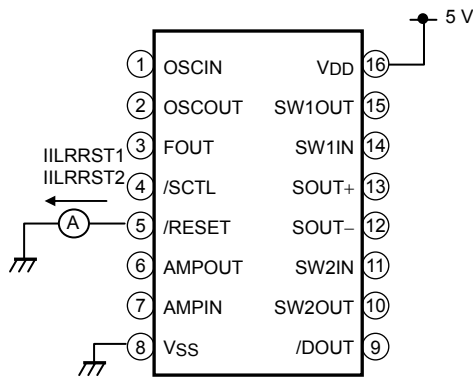 5 V
1 OSCIN VDD 16
2 OSCOUT SW1OUT 15
3 FOUT SW1IN 14
IILRRST1
IILRRST2
4 /SCTL SOUT+ 13
A 5 /RESET SOUT− 12
6 AMPOUT SW2IN 11
7 AMPIN SW2OUT 10
8 VSS /DOUT 9